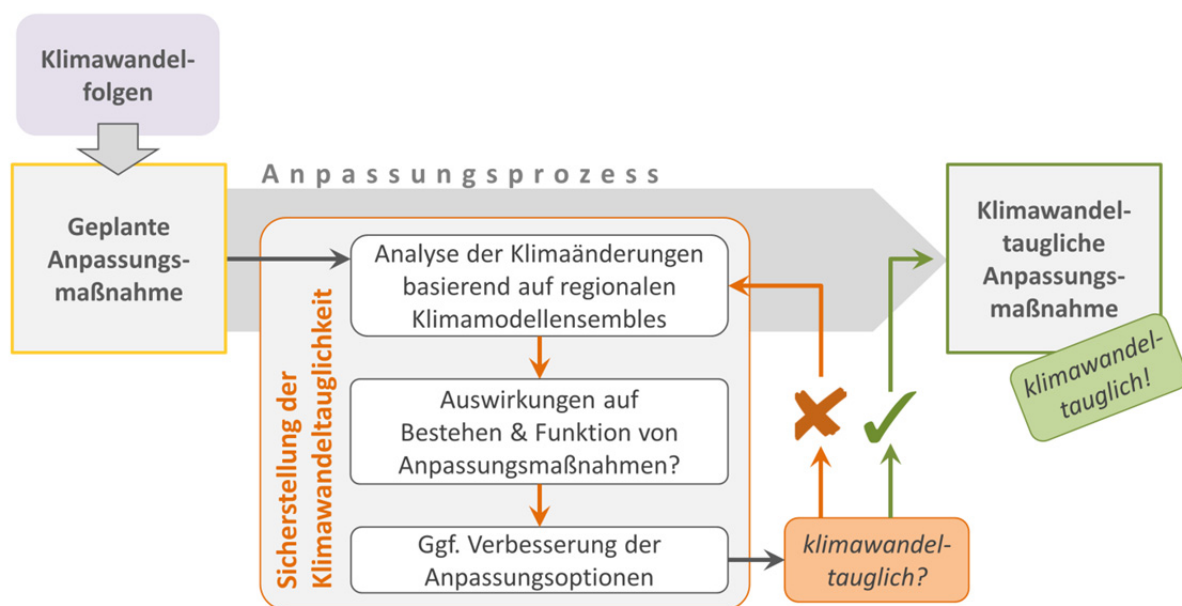 Klimawandel-
folgen
Anpassungsprozess
Geplante
Anpassungs-
maßnahme
Sicherstellung der
Klimawandeltauglichkeit
Analyse der Klimaänderungen
basierend auf regionalen
Klimamodellensembles
Auswirkungen auf
Bestehen & Funktion von
Anpassungsmaßnahmen?
Ggf. Verbesserung der
Anpassungsoptionen
klimawandel-
tauglich?
Klimawandel-
taugliche
Anpassungs-
maßnahme
klimawandel-
tauglich!